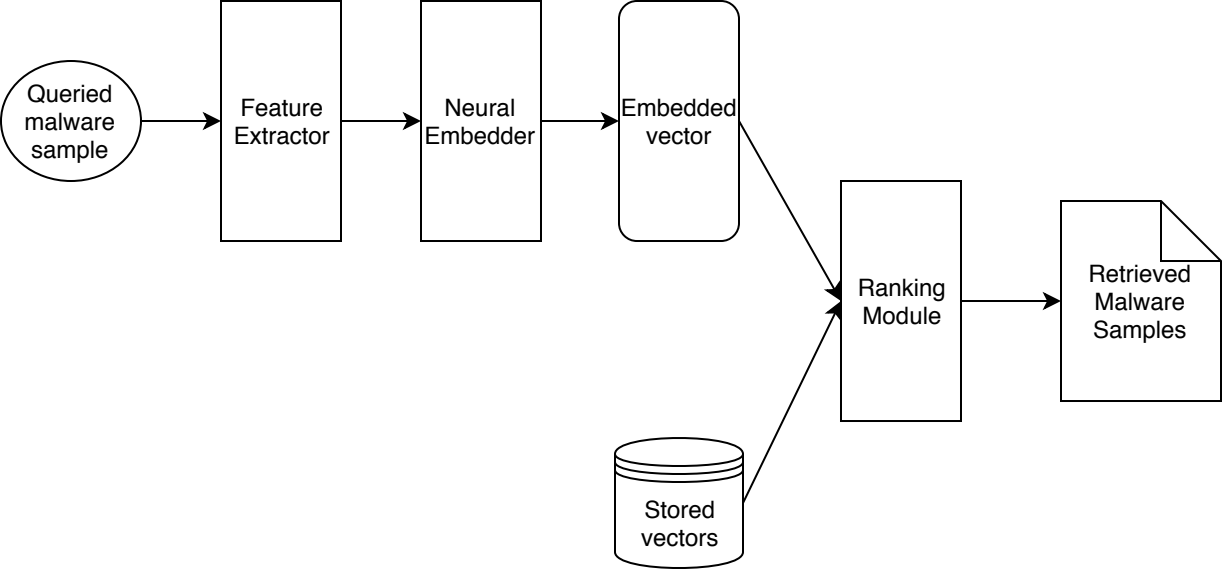 Queried
malware
sample
Feature
Extractor
Neural
Embedder
Embedded
vector
Ranking
Module
Retrieved
Malware
Samples
Stored
vectors